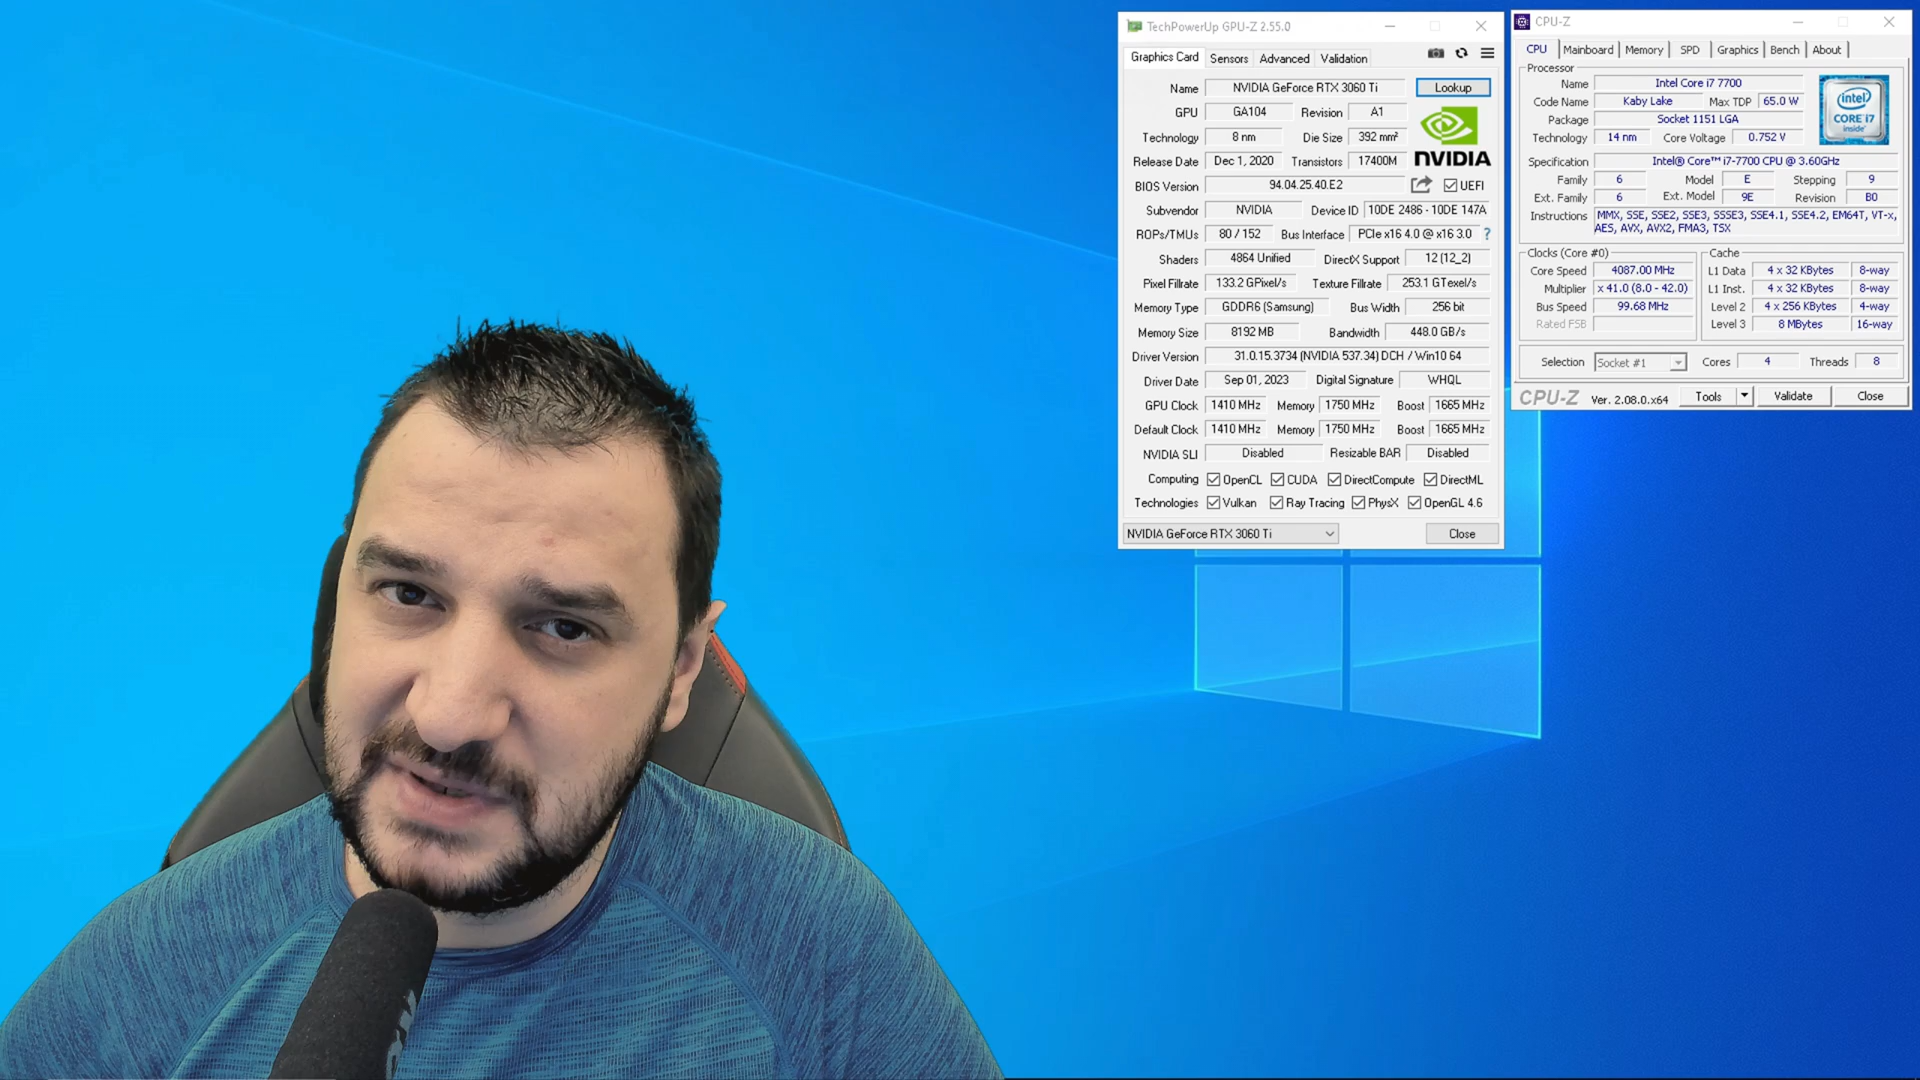 TechPowerUp GPU-Z 2.55.0
Graphics Card Sensors Advanced Validation
Name NVIDIA GeForce RTX 3060 Ti Lookup
GPU GA104 Revision A1
Technology 8 nm Die Size 392 mm²
Release Date Dec 1, 2020 Transistors 17400M
NVIDIA
BIOS Version 94.04.25.40.E2 UEFI
Subvendor NVIDIA Device ID 10DE 2486 - 10DE 147A
ROPs/TMUs 80 / 152 Bus Interface PCIe x16 4.0 @ x16 3.0 ?
Shaders 4864 Unified DirectX Support 12 (12_2)
Pixel Fillrate 133.2 GPixel/s Texture Fillrate 253.1 GTexel/s
Memory Type GDDR6 (Samsung) Bus Width 256 bit
Memory Size 8192 MB Bandwidth 448.0 GB/s
Driver Version 31.0.15.3734 (NVIDIA 537.34) DCH / Win10 64
Driver Date Sep 01, 2023 Digital Signature WHQL
GPU Clock 1410 MHz Memory 1750 MHz Boost 1665 MHz
Default Clock 1410 MHz Memory 1750 MHz Boost 1665 MHz
NVIDIA SLI Disabled Resizable BAR Disabled
Computing OpenCL CUDA DirectCompute DirectML
Technologies Vulkan Ray Tracing PhysX OpenGL 4.6
NVIDIA GeForce RTX 3060 Ti Close
CPU-Z
CPU Mainboard Memory SPD Graphics Bench About
Processor
Name Intel Core i7 7700
Code Name Kaby Lake Max TDP 65.0 W
Package Socket 1151 LGA
Technology 14 nm Core Voltage 0.752 V
intel
CORE i7
inside
Specification Intel® Core™ i7-7700 CPU @ 3.60GHz
Family 6 Model E Stepping 9
Ext. Family 6 Ext. Model 9E Revision B0
Instructions MMX, SSE, SSE2, SSE3, SSSE3, SSE4.1, SSE4.2, EM64T, VT-x,
AES, AVX, AVX2, FMA3, TSX
Clocks (Core #0)
Core Speed 4087.00 MHz
Multiplier x 41.0 (8.0 - 42.0)
Bus Speed 99.68 MHz
Rated FSB
Cache
L1 Data 4 x 32 KBytes 8-way
L1 Inst. 4 x 32 KBytes 8-way
Level 2 4 x 256 KBytes 4-way
Level 3 8 MBytes 16-way
Selection Socket #1 Cores 4 Threads 8
CPU-Z Ver. 2.08.0.x64 Tools Validate Close